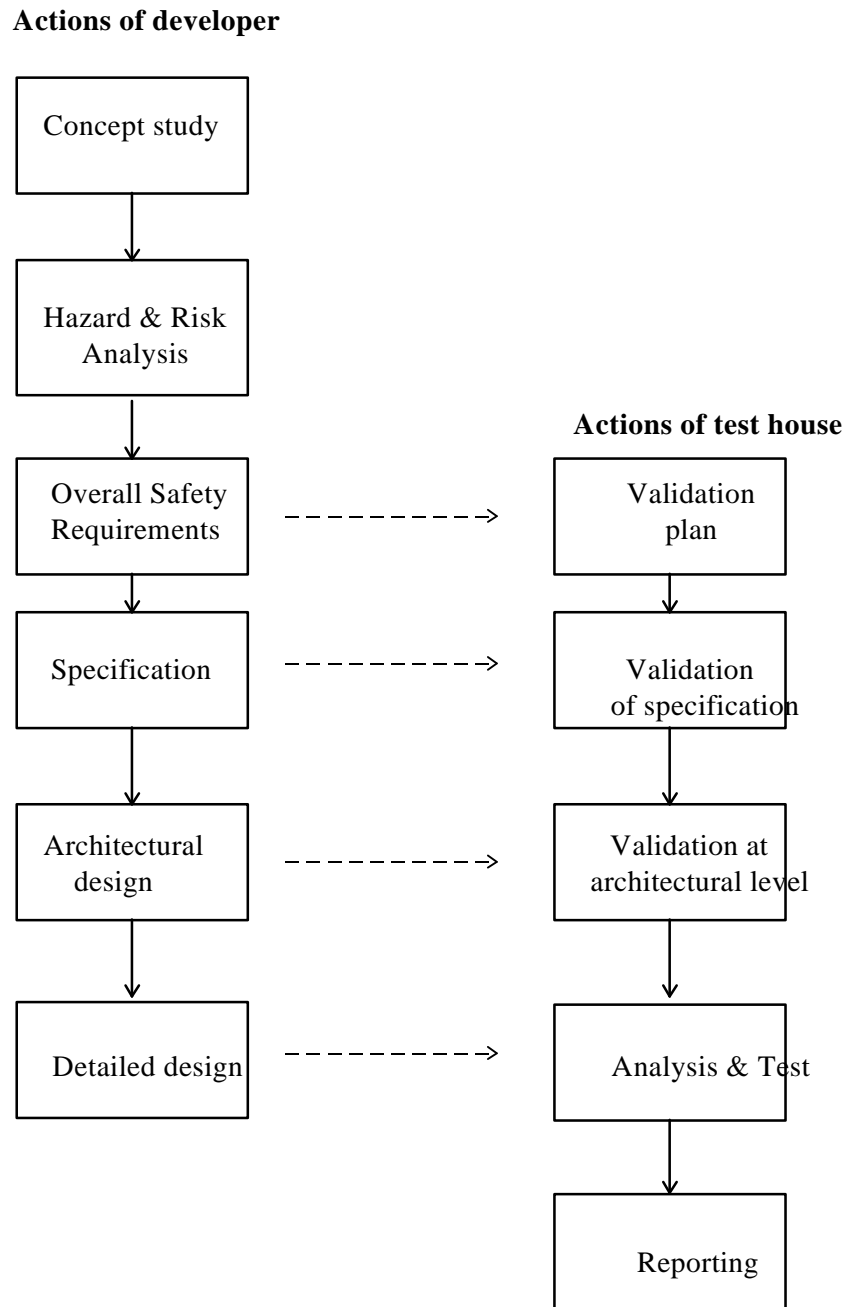 Actions of developer
Concept study
Hazard & Risk
Analysis
Overall Safety
Requirements
Specification
Architectural
design
Detailed design
Actions of test house
Validation
plan
Validation
of specification
Validation at
architectural level
Analysis & Test
Reporting